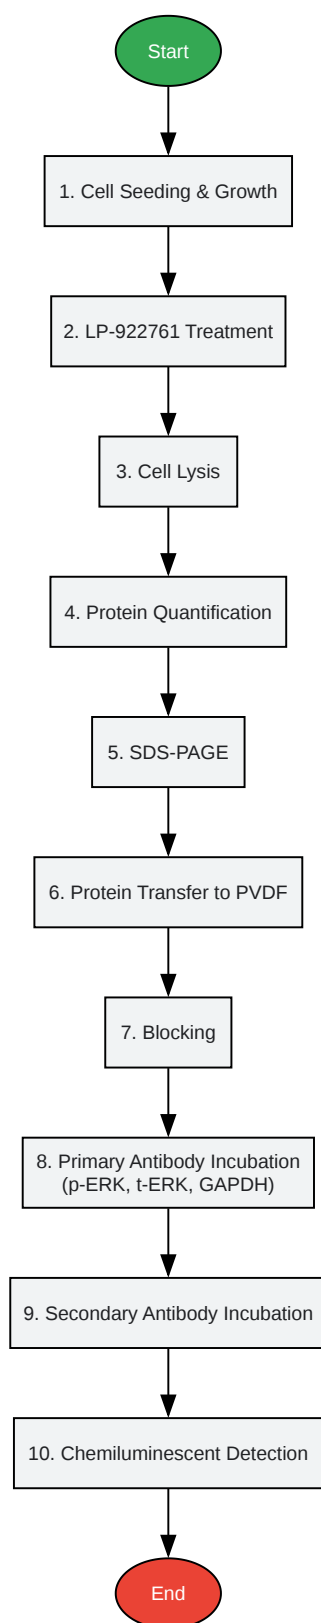 Start
1. Cell Seeding & Growth
2. LP-922761 Treatment
3. Cell Lysis
4. Protein Quantification
5. SDS-PAGE
6. Protein Transfer to PVDF
7. Blocking
8. Primary Antibody Incubation
(p-ERK, t-ERK, GAPDH)
9. Secondary Antibody Incubation
10. Chemiluminescent Detection
End